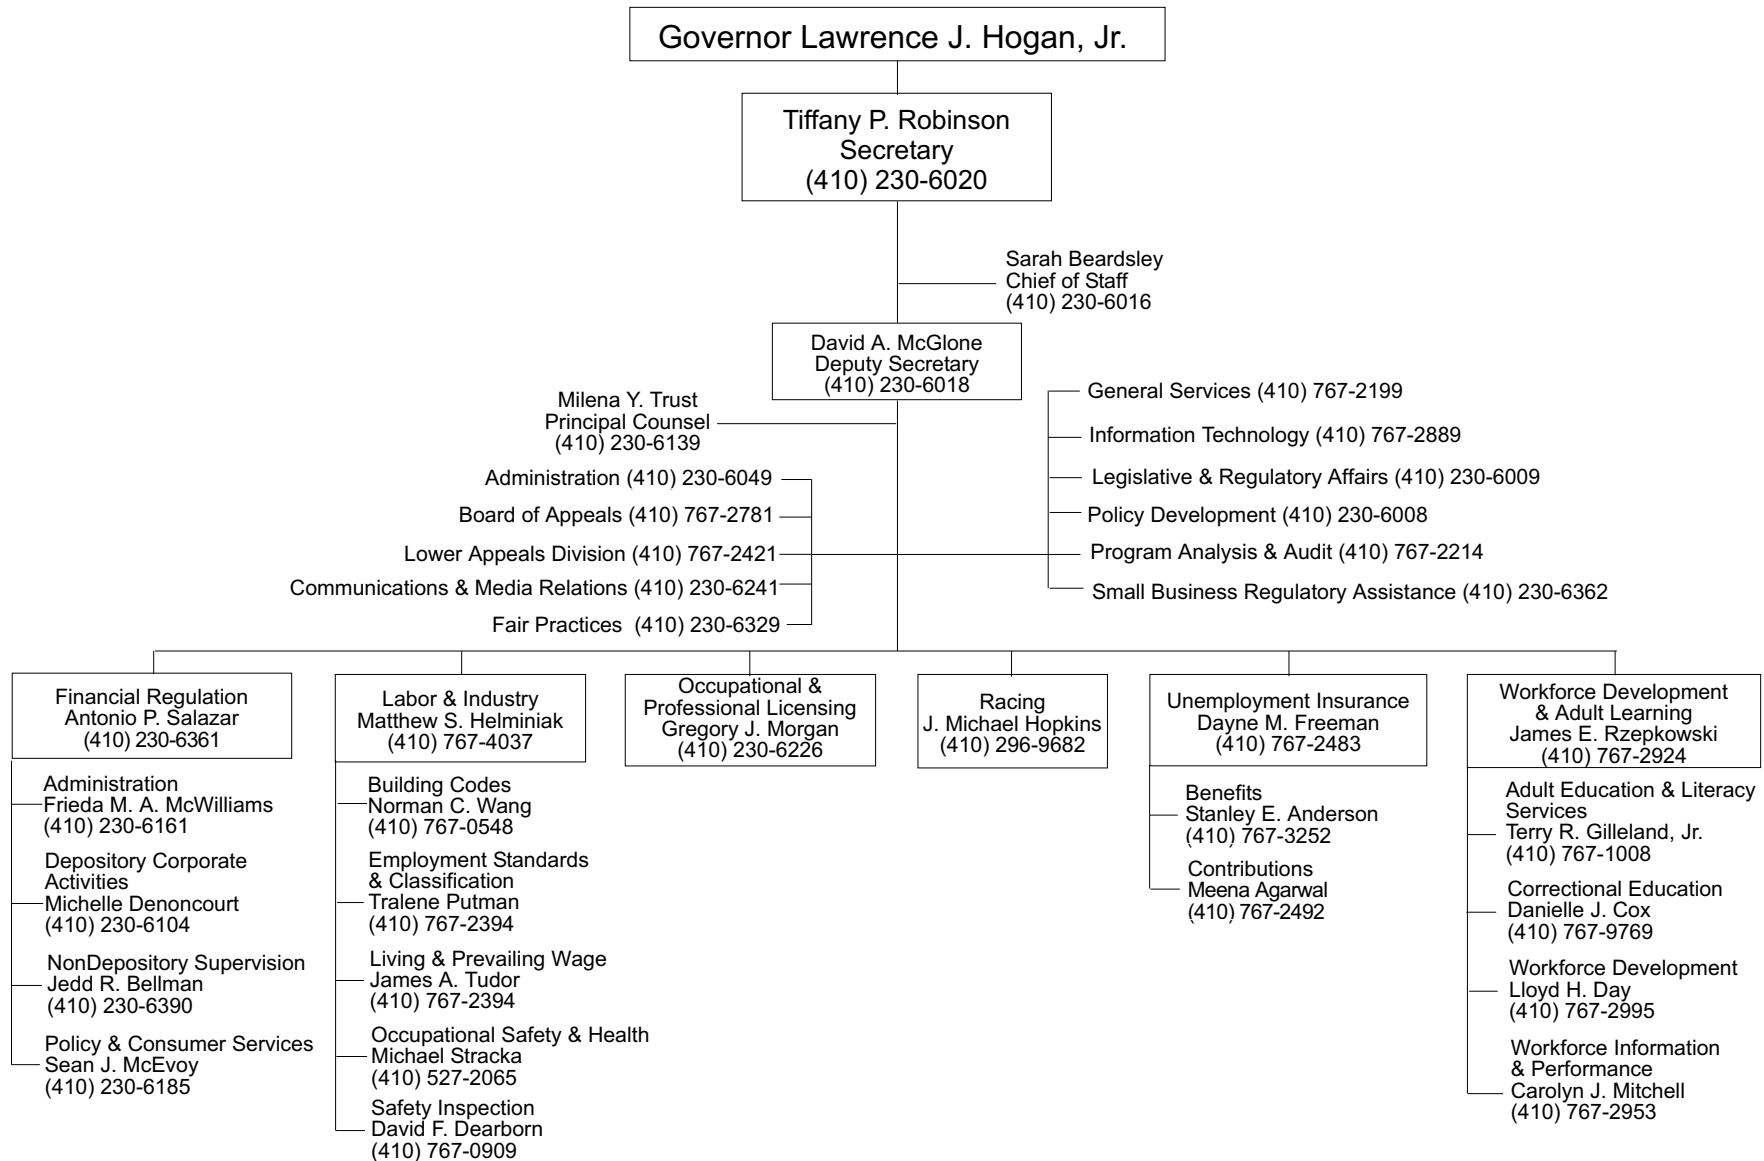 Governor Lawrence J. Hogan, Jr.
Tiffany P. Robinson
Secretary
(410) 230-6020
Sarah Beardsley
Chief of Staff
(410) 230-6016
David A. McGlone
Deputy Secretary
(410) 230-6018
Milena Y. Trust
Principal Counsel
(410) 230-6139
Administration (410) 230-6049
Board of Appeals (410) 767-2781
Lower Appeals Division (410) 767-2421
Communications & Media Relations (410) 230-6241
Fair Practices (410) 230-6329
General Services (410) 767-2199
Information Technology (410) 767-2889
Legislative & Regulatory Affairs (410) 230-6009
Policy Development (410) 230-6008
Program Analysis & Audit (410) 767-2214
Small Business Regulatory Assistance (410) 230-6362
Financial Regulation
Antonio P. Salazar
(410) 230-6361
Administration
Frieda M. A. McWilliams
(410) 230-6161
Depository Corporate
Activities
Michelle Denoncourt
(410) 230-6104
NonDepository Supervision
Jedd R. Bellman
(410) 230-6390
Policy & Consumer Services
Sean J. McEvoy
(410) 230-6185
Labor & Industry
Matthew S. Helminiak
(410) 767-4037
Building Codes
Norman C. Wang
(410) 767-0548
Employment Standards
& Classification
Tralene Putman
(410) 767-2394
Living & Prevailing Wage
James A. Tudor
(410) 767-2394
Occupational Safety & Health
Michael Stracka
(410) 527-2065
Safety Inspection
David F. Dearborn
(410) 767-0909
Occupational &
Professional Licensing
Gregory J. Morgan
(410) 230-6226
Racing
J. Michael Hopkins
(410) 296-9682
Unemployment Insurance
Dayne M. Freeman
(410) 767-2483
Benefits
Stanley E. Anderson
(410) 767-3252
Contributions
Meena Agarwal
(410) 767-2492
Workforce Development
& Adult Learning
James E. Rzepkowski
(410) 767-2924
Adult Education & Literacy
Services
Terry R. Gilleland, Jr.
(410) 767-1008
Correctional Education
Danielle J. Cox
(410) 767-9769
Workforce Development
Lloyd H. Day
(410) 767-2995
Workforce Information
& Performance
Carolyn J. Mitchell
(410) 767-2953